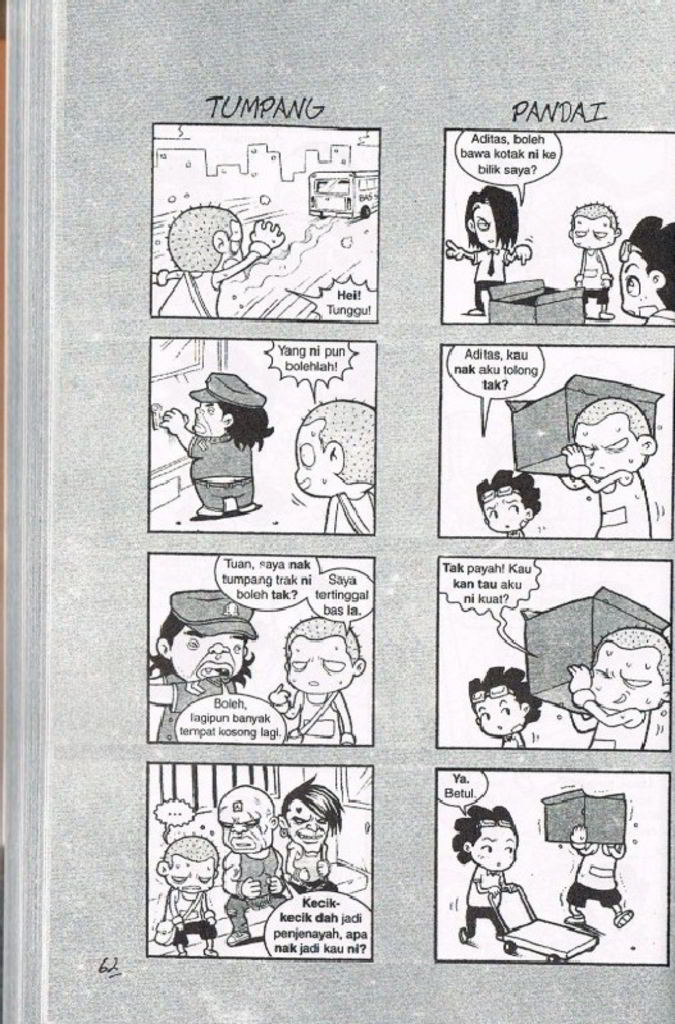 TUMPANG
BAS
Hei!
Tunggu!
Yang ni pun
bolehlah!
Tuan, saya nak
tumpang trak ni
boleh tak?
Saya
tertinggal
bas la.
Boleh,
lagipun banyak
tempat kosong lagi.
...
Kecik-
kecik dah jadi
penjenayah, apa
nak jadi kau ni?
PANDAI
Aditas, boleh
bawa kotak ni ke
bilik saya?
Aditas, kau
nak aku tolong
tak?
Tak payah! Kau
kan tau aku
ni kuat?
Ya.
Betul.
62